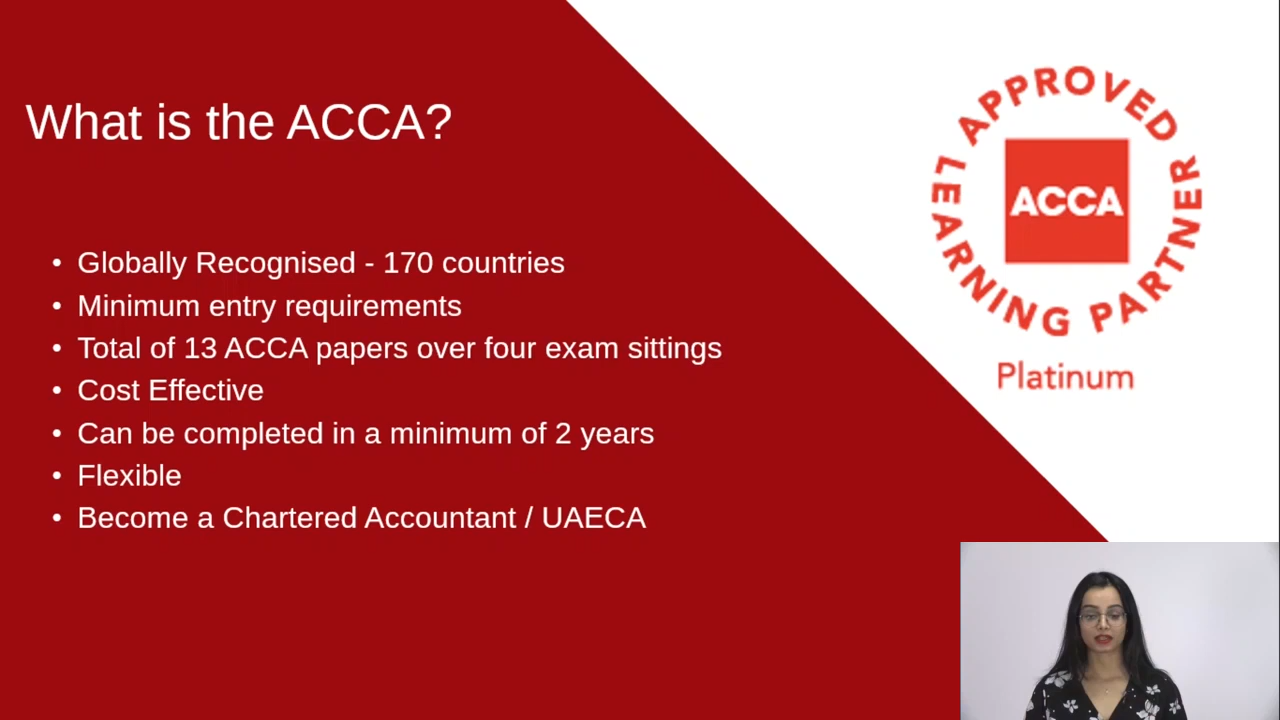 What is the ACCA?
• Globally Recognised - 170 countries
• Minimum entry requirements
• Total of 13 ACCA papers over four exam sittings
• Cost Effective
• Can be completed in a minimum of 2 years
• Flexible
• Become a Chartered Accountant / UAECA
APPROVED
LEARNING PARTNER
ACCA
Platinum